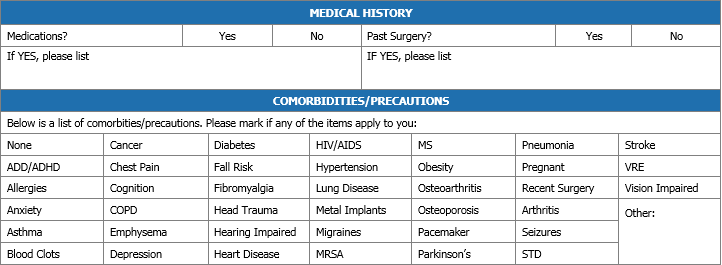 MEDICAL HISTORY
Medications? Yes No Past Surgery? Yes No
If YES, please list IF YES, please list
COMORBIDITIES/PRECAUTIONS
Below is a list of comorbities/precautions. Please mark if any of the items apply to you:
None Cancer Diabetes HIV/AIDS MS Pneumonia Stroke
ADD/ADHD Chest Pain Fall Risk Hypertension Obesity Pregnant VRE
Allergies Cognition Fibromyalgia Lung Disease Osteoarthritis Recent Surgery Vision Impaired
Anxiety COPD Head Trauma Metal Implants Osteoporosis Arthritis Other:
Asthma Emphysema Hearing Impaired Migraines Pacemaker Seizures
Blood Clots Depression Heart Disease MRSA Parkinson's STD